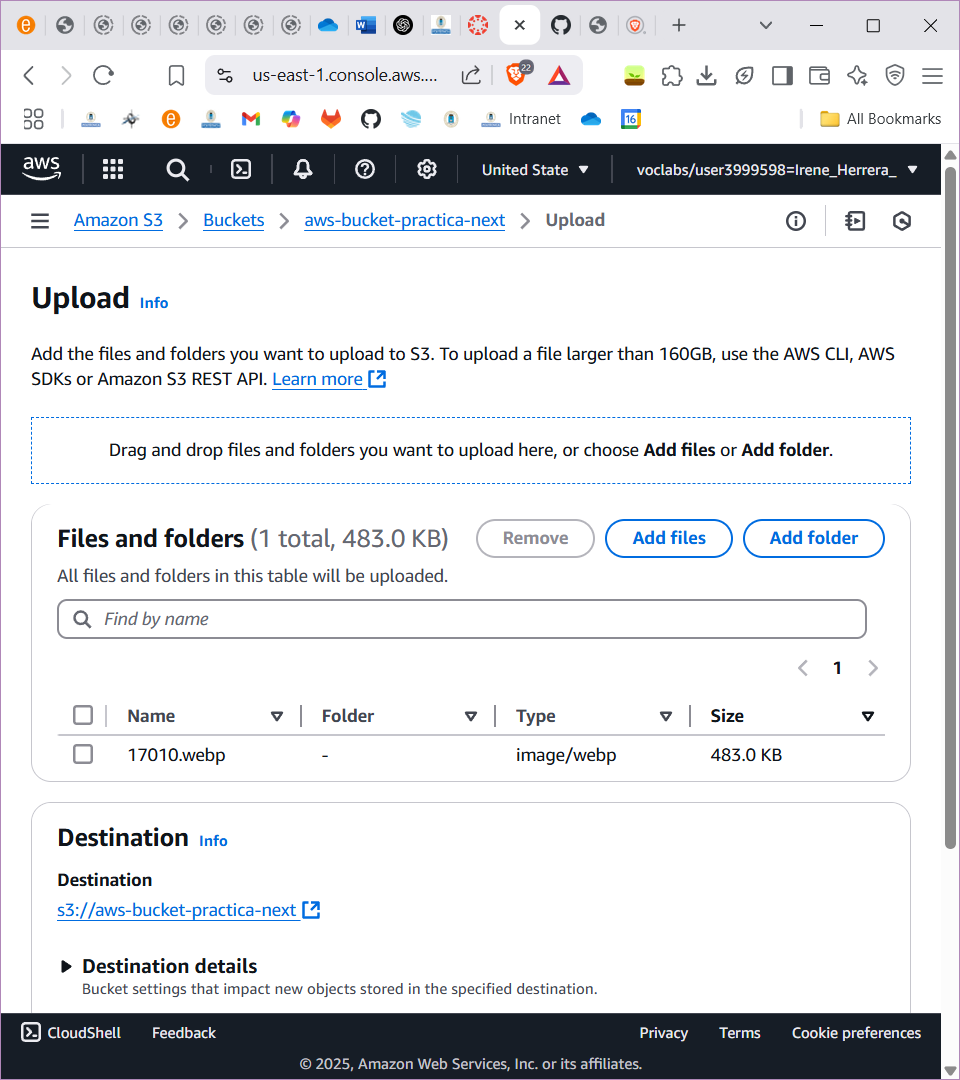 22
us-east-1.console.aws....
Intranet
16
All Bookmarks
aws
United State
voclabs/user3999598=Irene_Herrera_
Amazon S3
Buckets
aws-bucket-practica-next
Upload
Upload Info
Add the files and folders you want to upload to S3. To upload a file larger than 160GB, use the AWS CLI, AWS
SDKs or Amazon S3 REST API. Learn more
Drag and drop files and folders you want to upload here, or choose Add files or Add folder.
Files and folders (1 total, 483.0 KB)
Remove
Add files
Add folder
All files and folders in this table will be uploaded.
Find by name
1
Name Folder Type Size
17010.webp - image/webp 483.0 KB
Destination Info
Destination
s3://aws-bucket-practica-next
Destination details
Bucket settings that impact new objects stored in the specified destination.
CloudShell Feedback Privacy Terms Cookie preferences
© 2025, Amazon Web Services, Inc. or its affiliates.